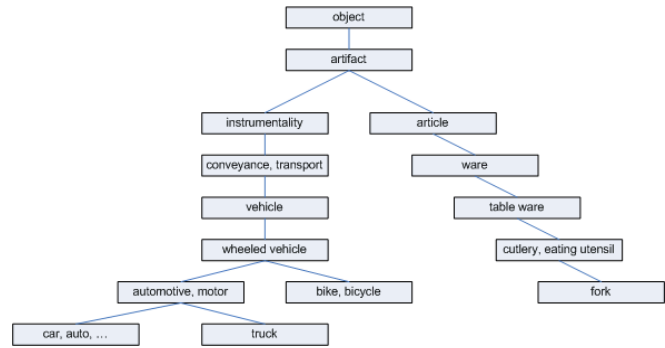 object
artifact
instrumentality
article
conveyance, transport
ware
vehicle
table ware
wheeled vehicle
cutlery, eating utensil
automotive, motor
bike, bicycle
fork
car, auto, …
truck